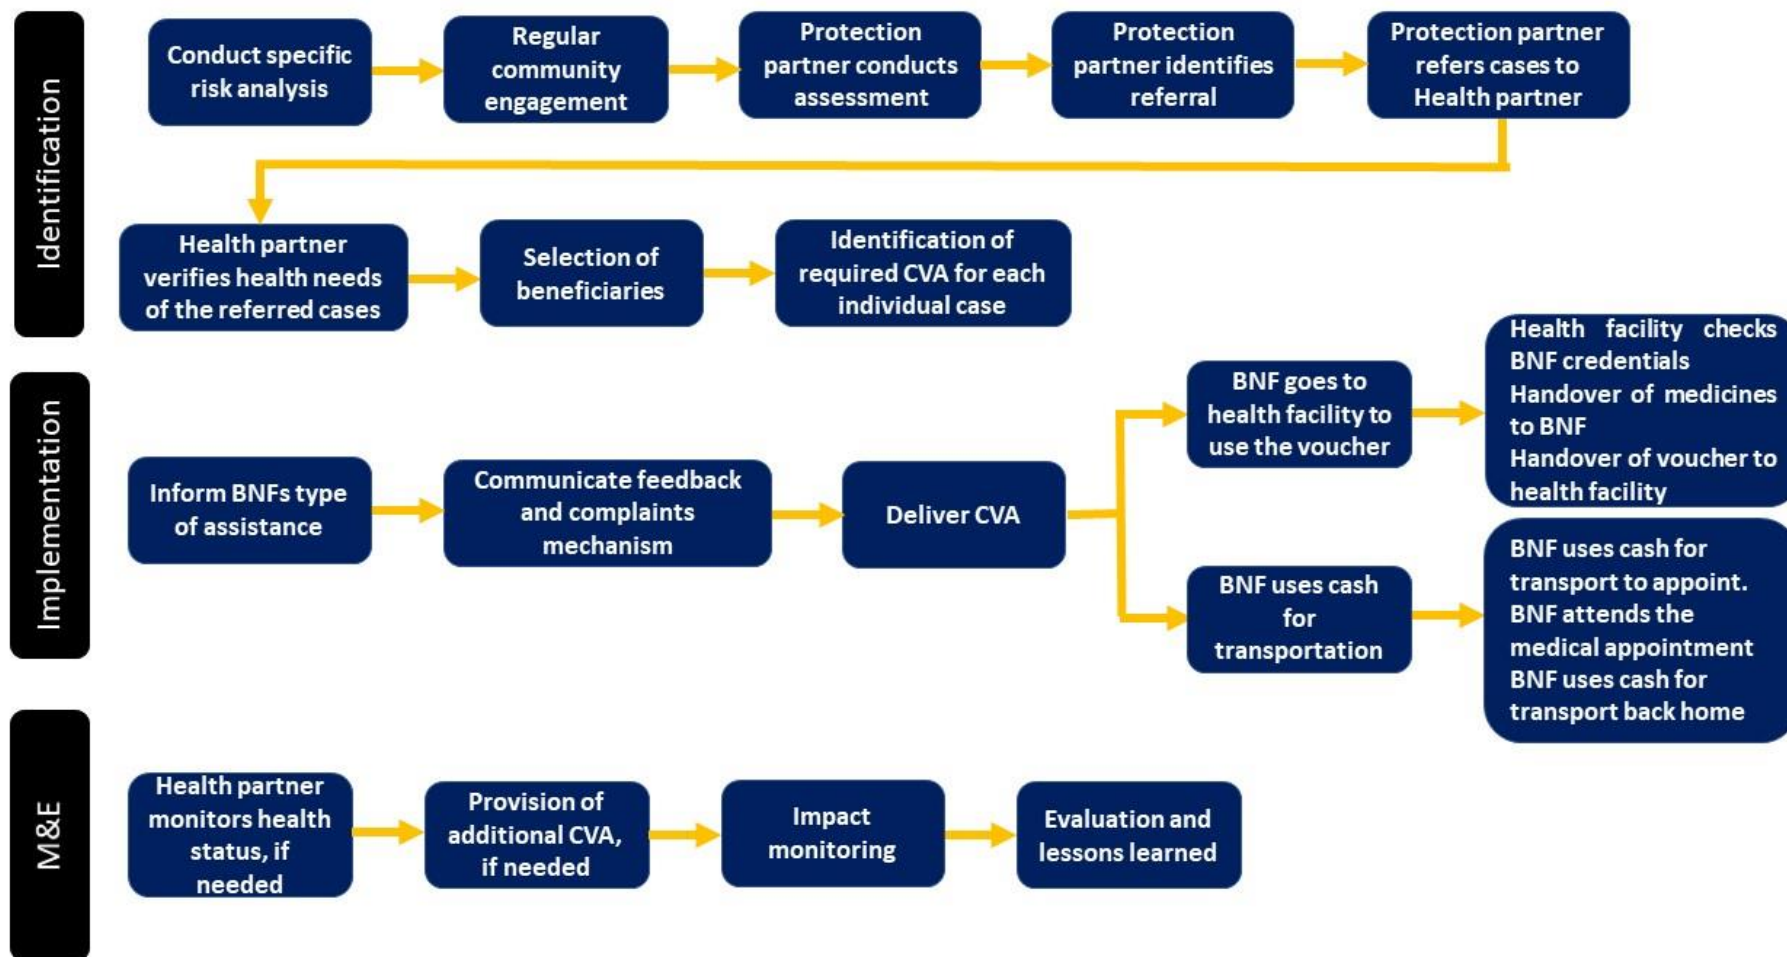 Identification
Conduct specific
risk analysis
Regular
community
engagement
Protection
partner conducts
assessment
Protection
partner identifies
referral
Protection partner
refers cases to
Health partner
Health partner
verifies health needs
of the referred cases
Selection of
beneficiaries
Identification of
required CVA for each
individual case
Implementation
Inform BNFs type
of assistance
Communicate feedback
and complaints
mechanism
Deliver CVA
BNF goes to
health facility to
use the voucher
Health facility checks
BNF credentials
Handover of medicines
to BNF
Handover of voucher to
health facility
BNF uses cash
for
transportation
BNF uses cash for
transport to appoint.
BNF attends the
medical appointment
BNF uses cash for
transport back home
M&E
Health partner
monitors health
status, if
needed
Provision of
additional CVA,
if needed
Impact
monitoring
Evaluation and
lessons learned